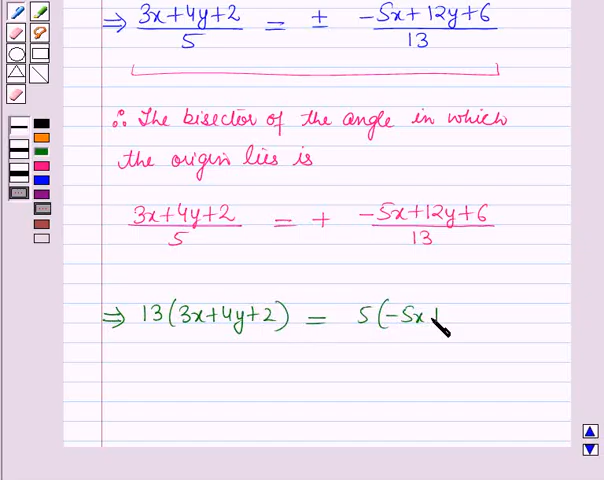 ⇒ 3x+4y+2/5 = ± -5x+12y+6/13
∴ The bisector of the angle in which
the origin lies is
3x+4y+2/5 = + -5x+12y+6/13
⇒ 13(3x+4y+2) = 5(-5x+